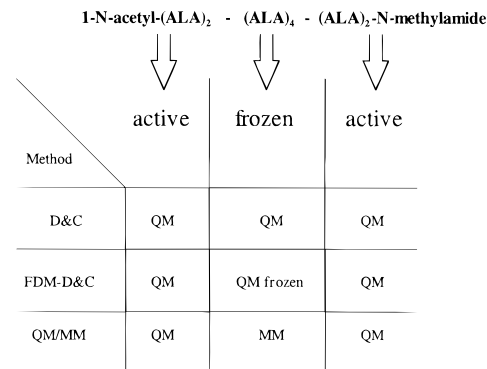 1-N-acetyl-(ALA)₂ - (ALA)₄ - (ALA)₂-N-methylamide
active frozen active
Method
D&C QM QM QM
FDM-D&C QM QM frozen QM
QM/MM QM MM QM